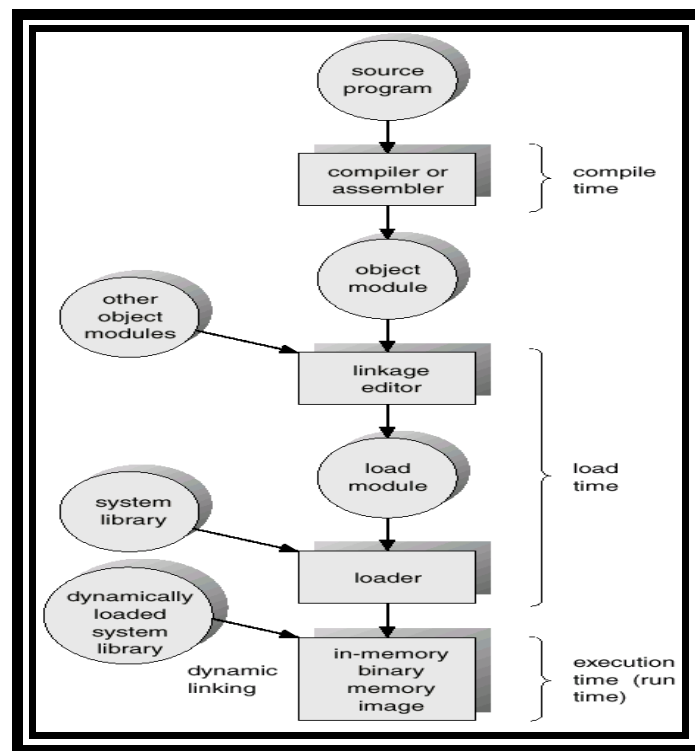 source
program
compiler or
assembler
compile
time
object
module
other
object
modules
linkage
editor
load
module
load
time
system
library
loader
dynamically
loaded
system
library
dynamic
linking
in-memory
binary
memory
image
execution
time (run
time)